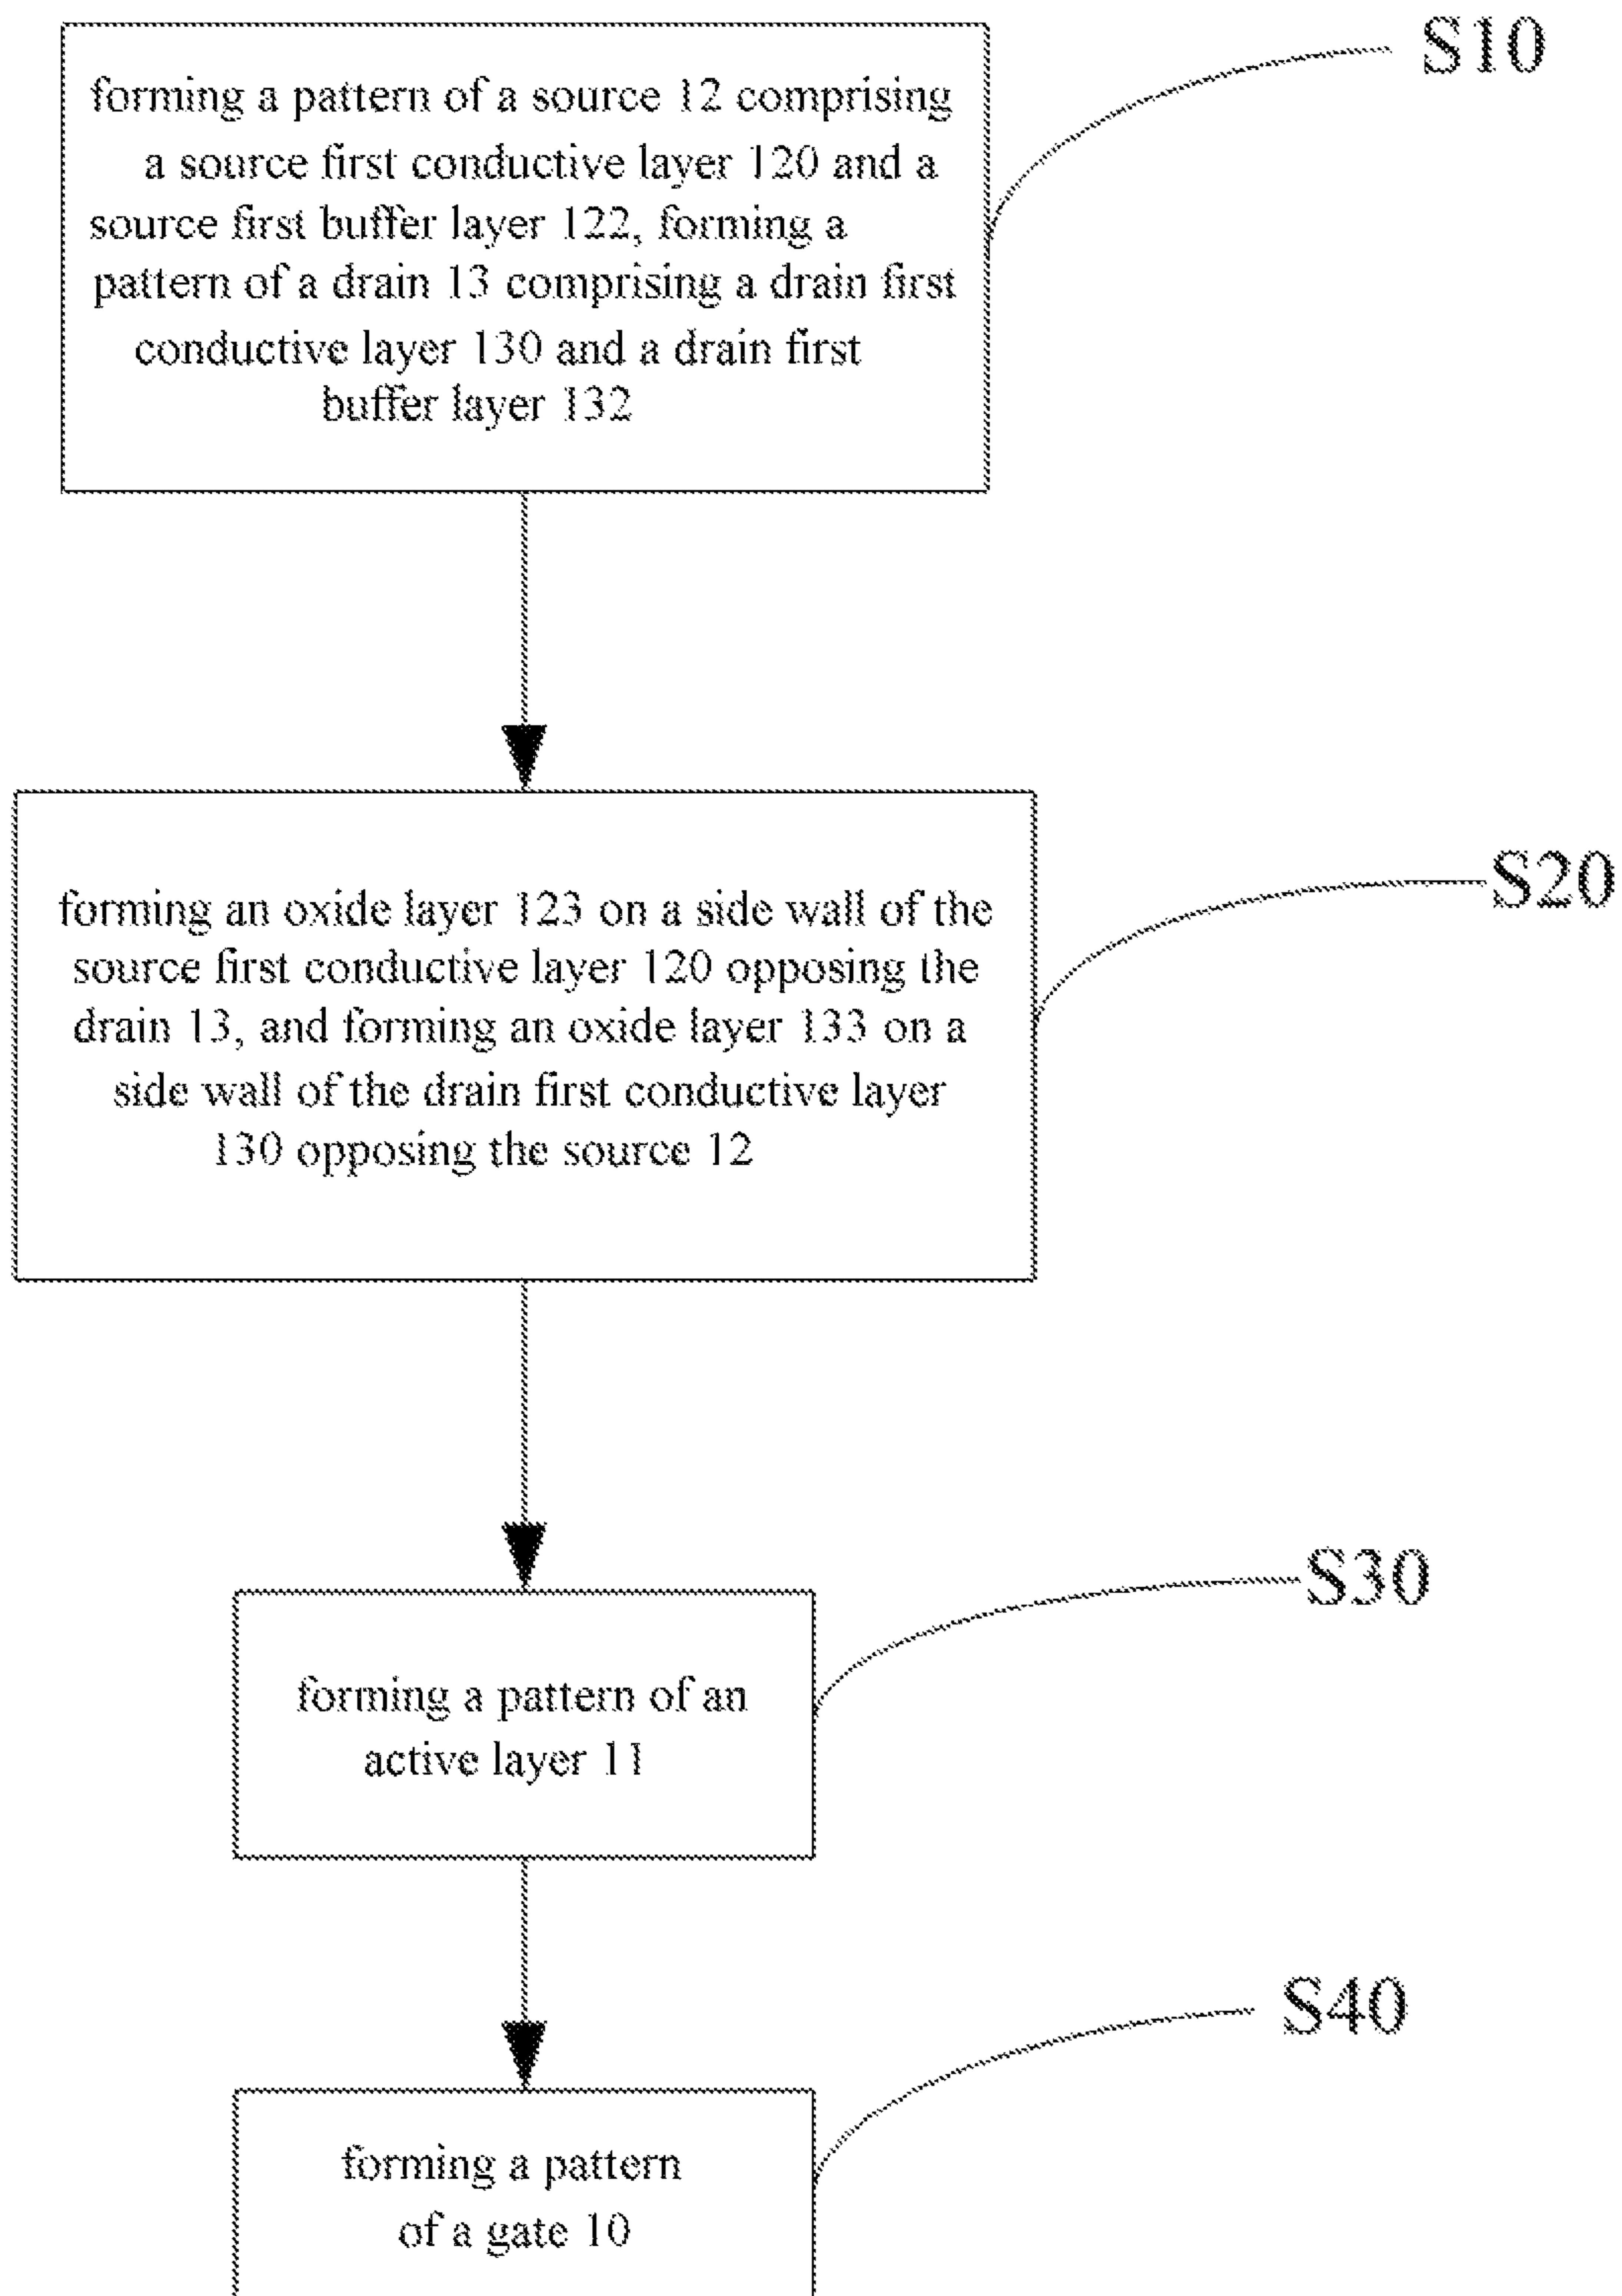 S10
forming a pattern of a source 12 comprising
a source first conductive layer 120 and a
source first buffer layer 122, forming a
pattern of a drain 13 comprising a drain first
conductive layer 130 and a drain first
buffer layer 132
S20
forming an oxide layer 123 on a side wall of the
source first conductive layer 120 opposing the
drain 13, and forming an oxide layer 133 on a
side wall of the drain first conductive layer
130 opposing the source 12
S30
forming a pattern of an
active layer 11
S40
forming a pattern
of a gate 10